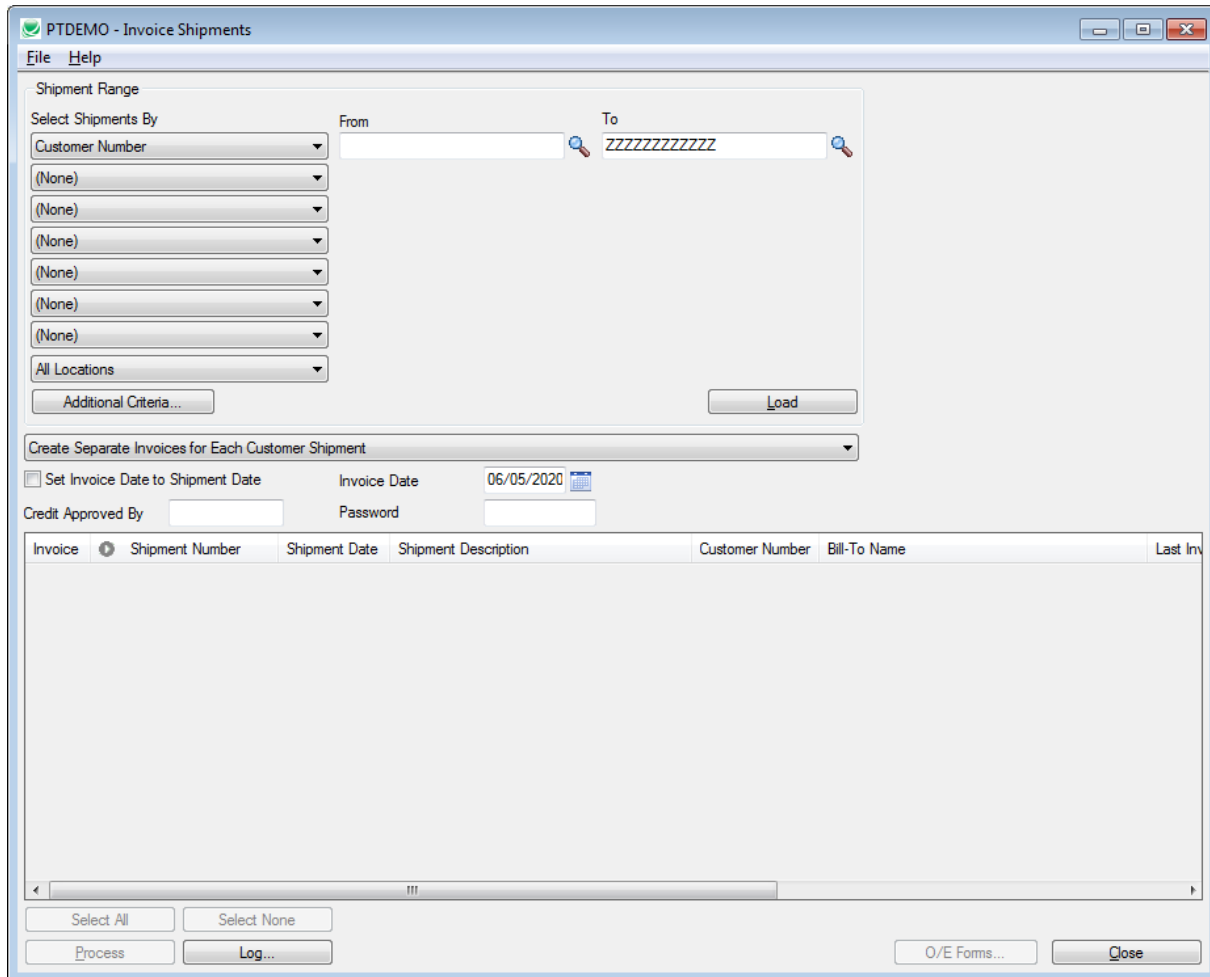 PTDEMO - Invoice Shipments
File Help
Shipment Range
Select Shipments By From To
Customer Number ZZZZZZZZZZZZ
(None)
(None)
(None)
(None)
(None)
(None)
All Locations
Additional Criteria... Load
Create Separate Invoices for Each Customer Shipment
Set Invoice Date to Shipment Date Invoice Date 06/05/2020
Credit Approved By Password
Invoice Shipment Number Shipment Date Shipment Description Customer Number Bill-To Name Last Inv
Select All Select None
Process Log... O/E Forms... Close